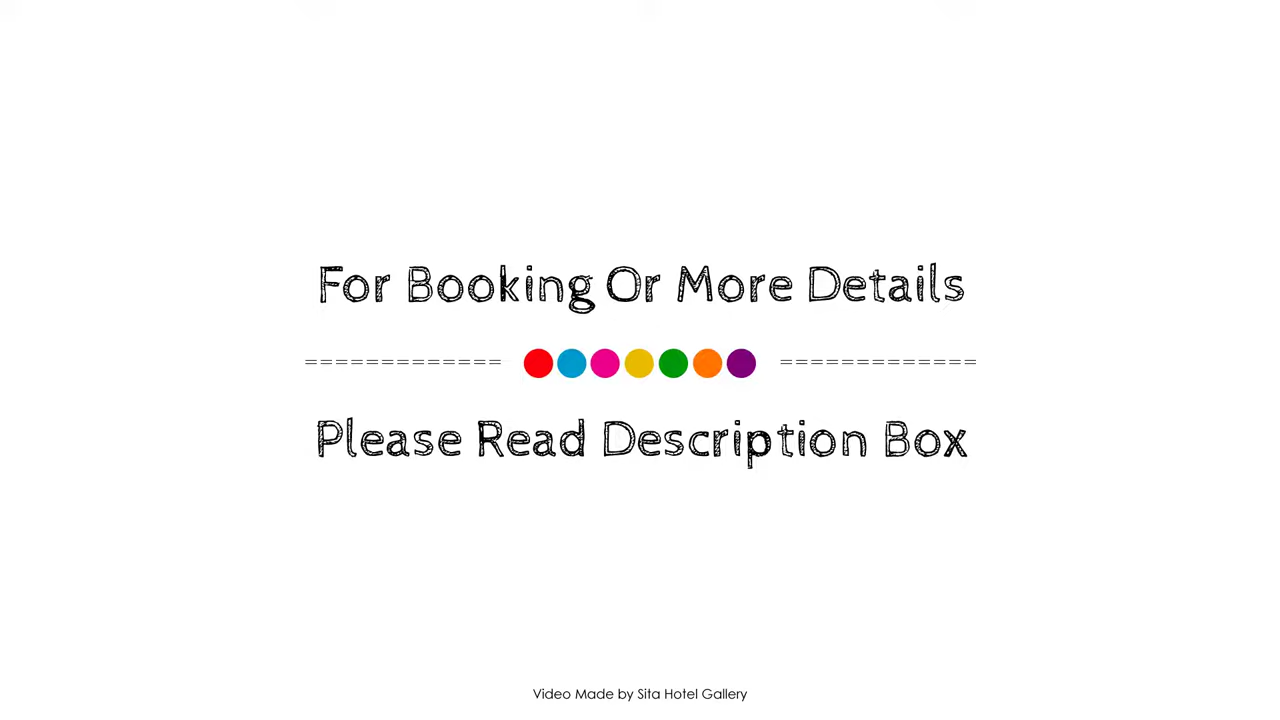 For Booking Or More Details
============= =============
Please Read Description Box
Video Made by Sita Hotel Gallery